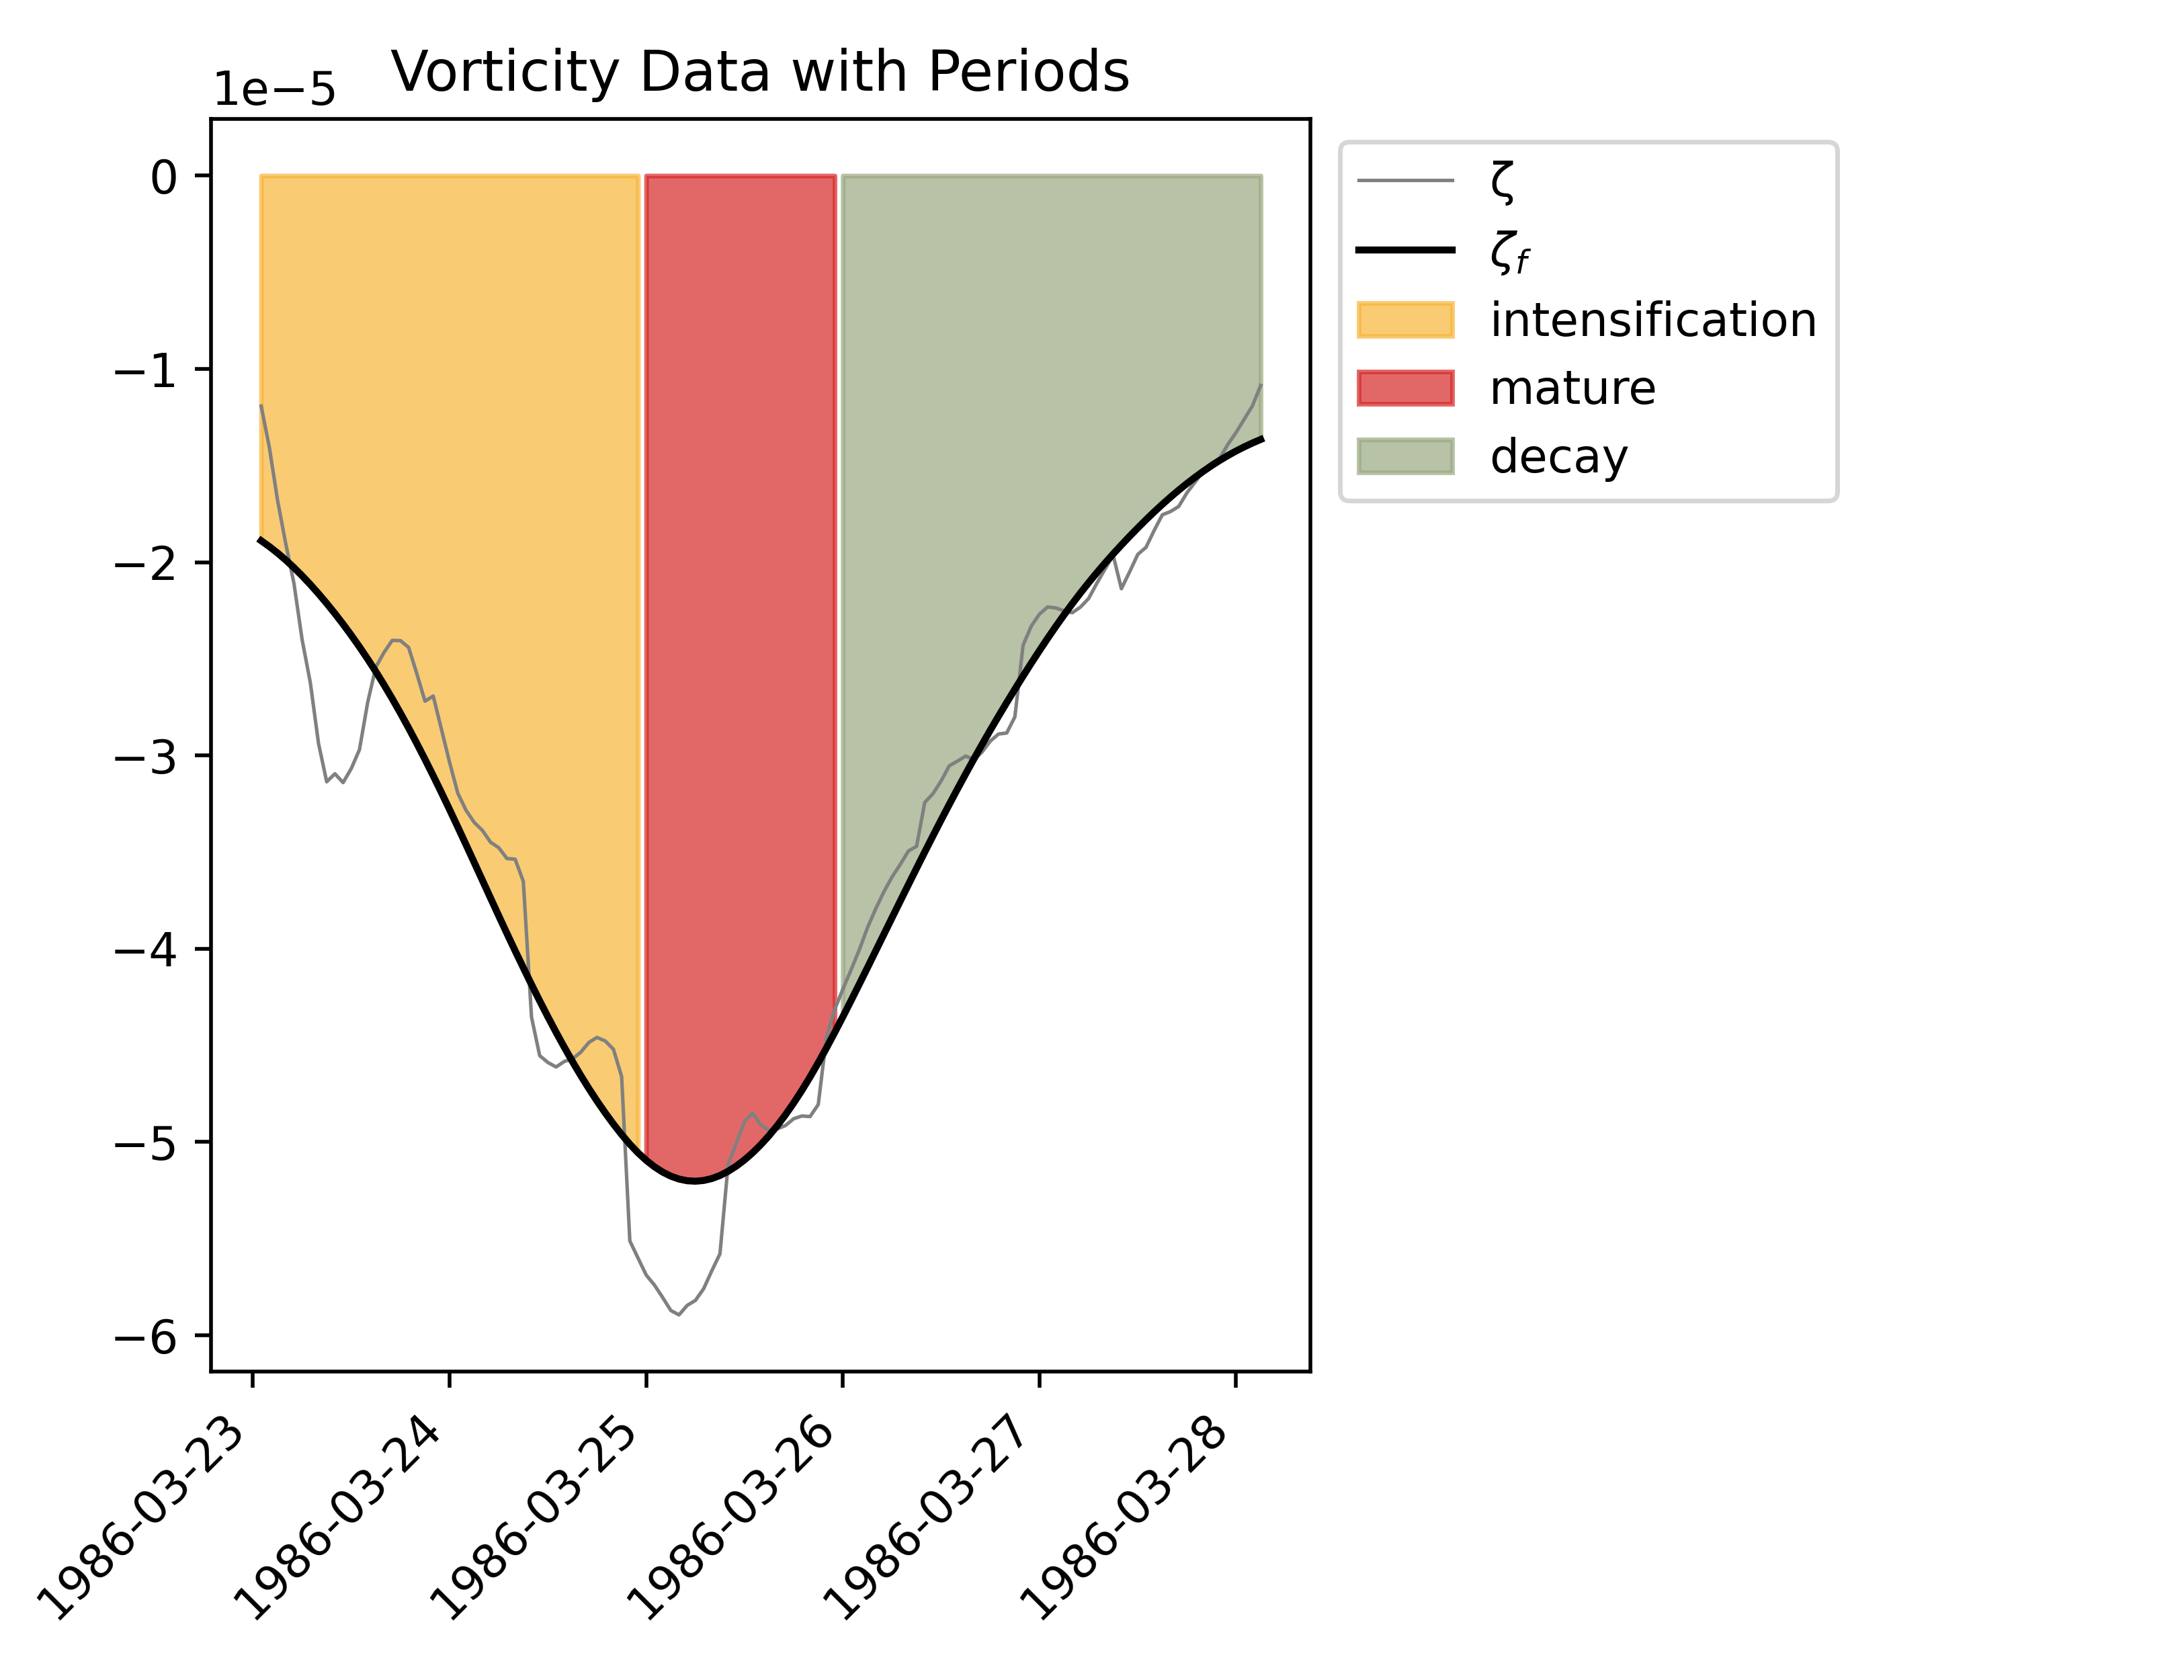 Vorticity Data with Periods
1e−5
0
−1
−2
−3
−4
−5
−6
1986-03-23
1986-03-24
1986-03-25
1986-03-26
1986-03-27
1986-03-28
ζ
ζf
intensification
mature
decay